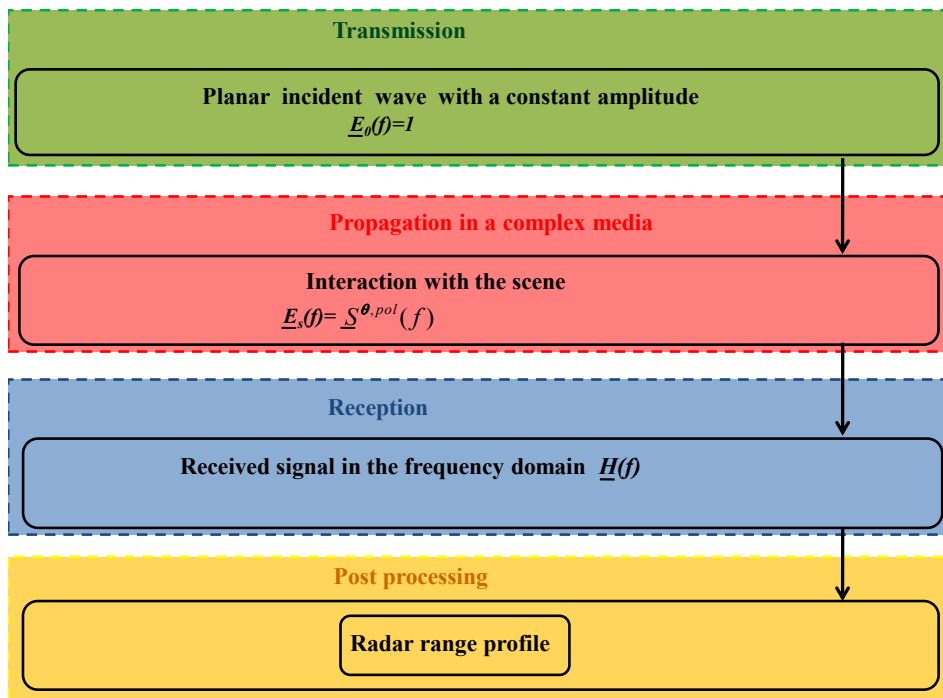 Transmission
Planar incident wave with a constant amplitude
E₀(f)=1
Propagation in a complex media
Interaction with the scene
Eₛ(f)= S^θ,pol(f)
Reception
Received signal in the frequency domain H(f)
Post processing
Radar range profile